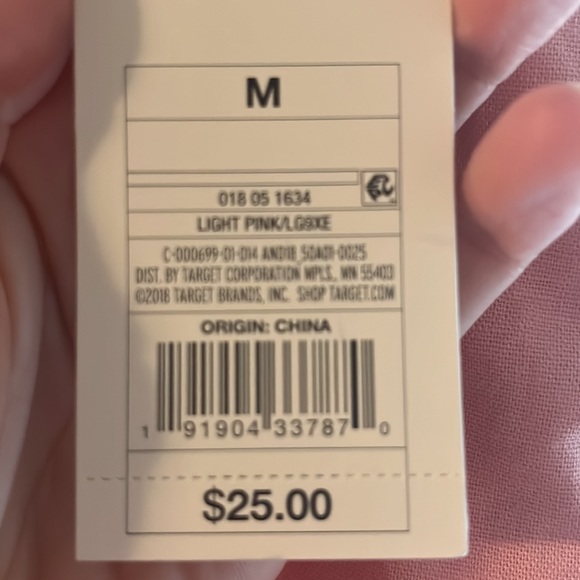 M
018 05 1634
LIGHT PINK/LG9XE
C-000699-01-014 AND18_SOA01-0025
DIST. BY TARGET CORPORATION MPLS, MN 55403
©2018 TARGET BRANDS, INC. SHOP TARGET.COM
ORIGIN: CHINA
1 91904 33787 0
$25.00